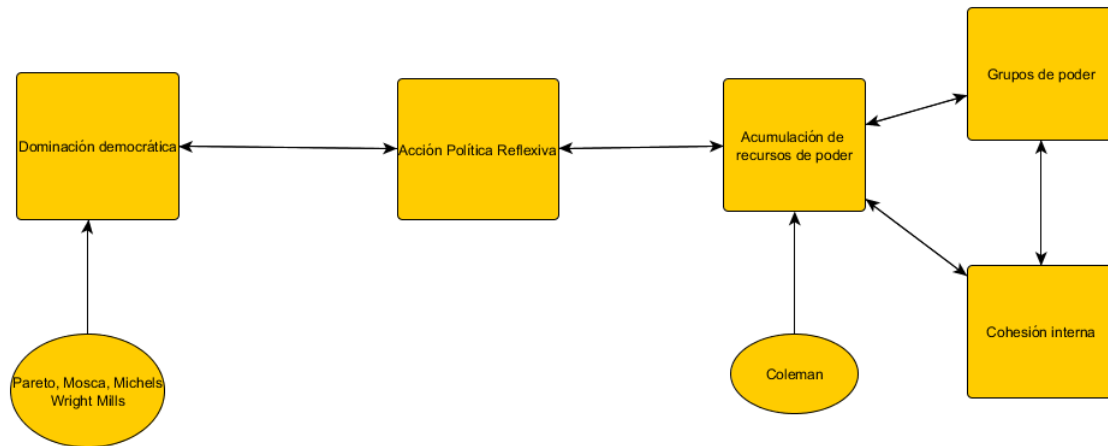 Grupos de poder
Dominación democrática
Acción Política Reflexiva
Acumulación de
recursos de poder
Cohesión interna
Pareto, Mosca, Michels
Wright Mills
Coleman